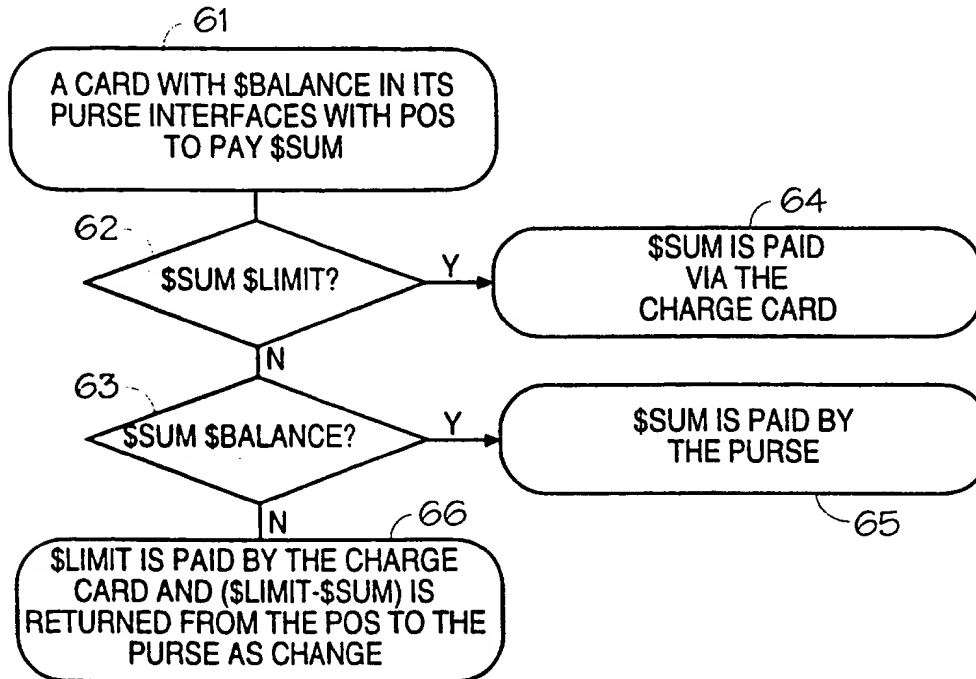 61
A CARD WITH $BALANCE IN ITS
PURSE INTERFACES WITH POS
TO PAY $SUM
62
$SUM $LIMIT?
Y
64
$SUM IS PAID
VIA THE
CHARGE CARD
N
63
$SUM $BALANCE?
Y
$SUM IS PAID BY
THE PURSE
65
N
66
$LIMIT IS PAID BY THE CHARGE
CARD AND ($LIMIT-$SUM) IS
RETURNED FROM THE POS TO THE
PURSE AS CHANGE